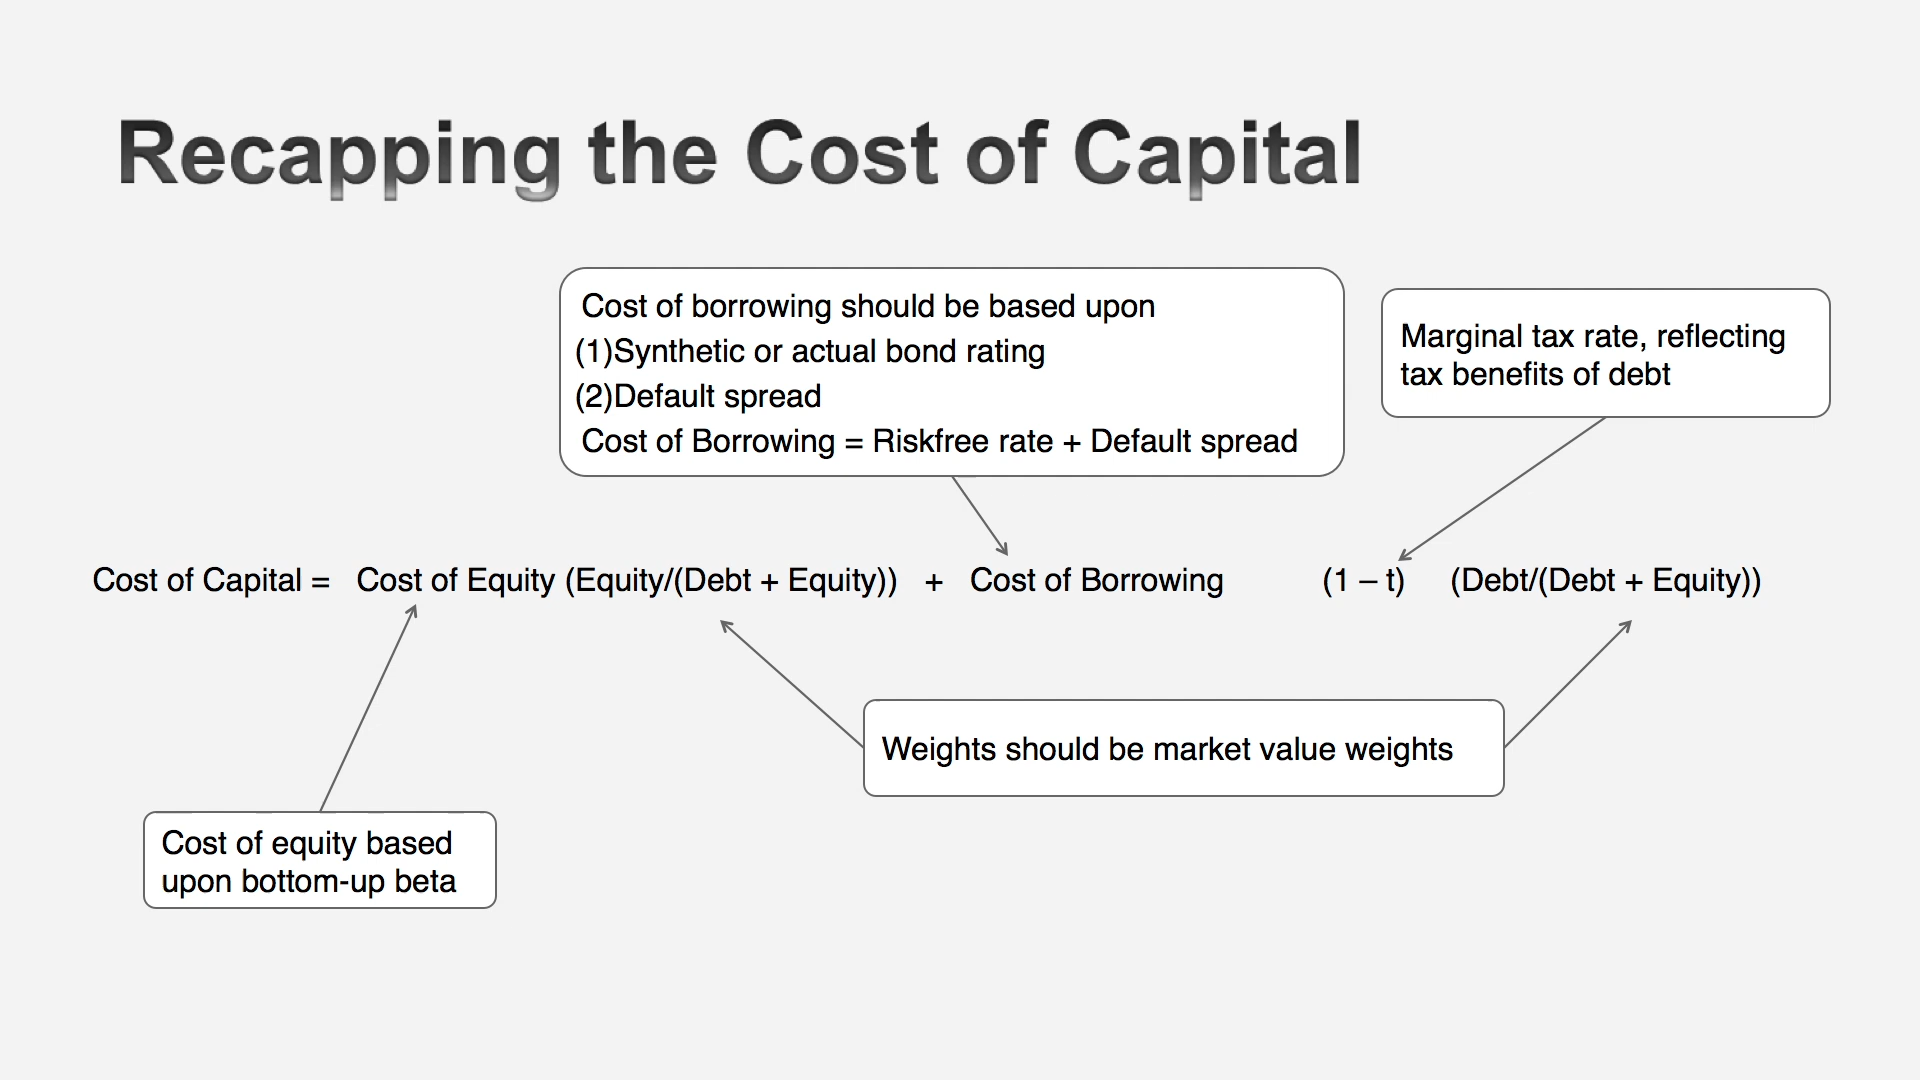 Recapping the Cost of Capital
Cost of borrowing should be based upon
(1)Synthetic or actual bond rating
(2)Default spread
Cost of Borrowing = Riskfree rate + Default spread
Marginal tax rate, reflecting
tax benefits of debt
Cost of Capital = Cost of Equity (Equity/(Debt + Equity)) + Cost of Borrowing (1 – t) (Debt/(Debt + Equity))
Weights should be market value weights
Cost of equity based
upon bottom-up beta